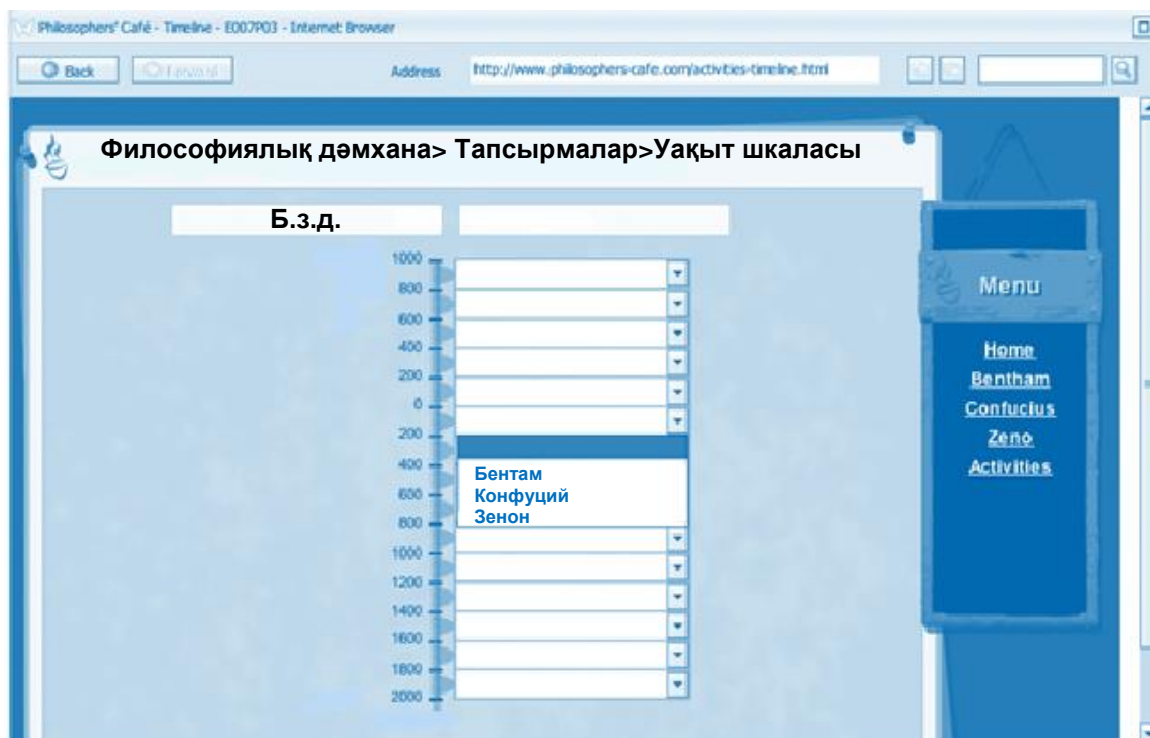 Philosophers' Café - Timeline - E007P03 - Internet Browser
Back Forward Address http://www.philosophers-cafe.com/activities-timeline.html
Философиялық дәмхана> Тапсырмалар>Уақыт шкаласы
Б.з.д.
1000
800
600
400
200
0
200
400
600
800
1000
1200
1400
1600
1800
2000
Бентам
Конфуций
Зенон
Menu
Home
Bentham
Confucius
Zeno
Activities